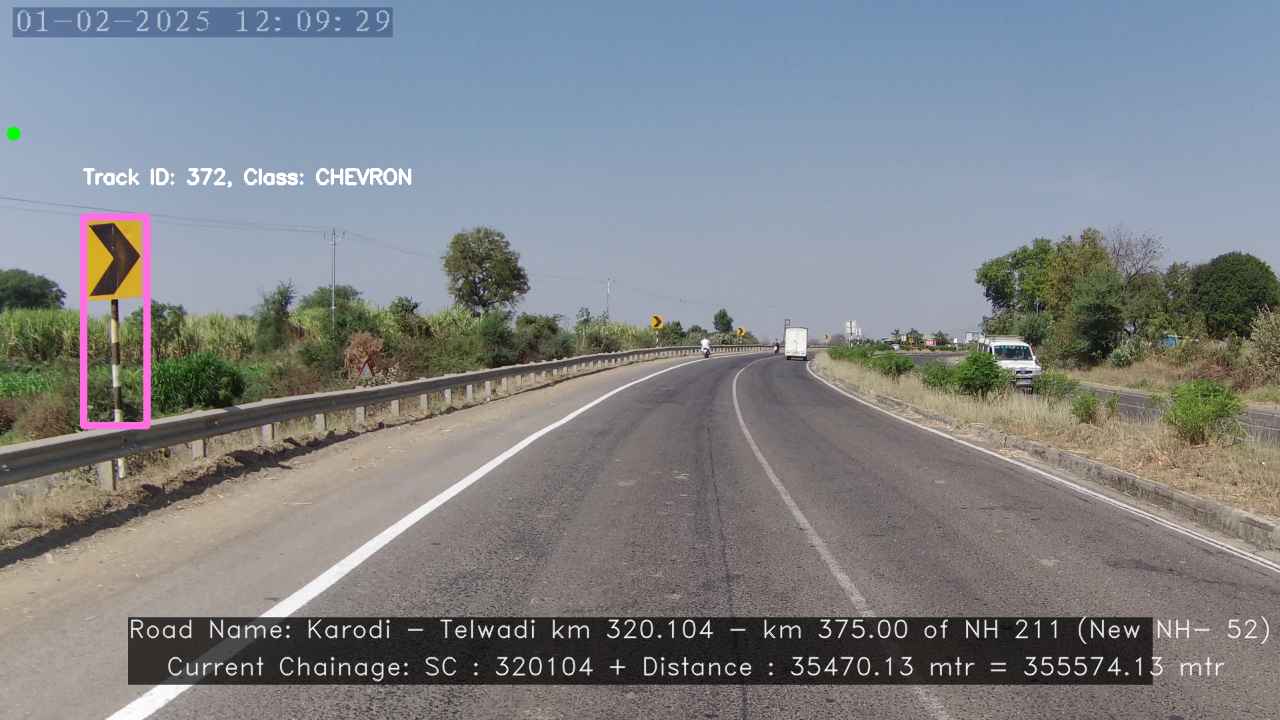 01-02-2025 12:09:29
Track ID: 372, Class: CHEVRON
Road Name: Karodi - Telwadi km 320.104 - km 375.00 of NH 211 (New NH- 52)
Current Chainage: SC : 320104 + Distance : 35470.13 mtr = 355574.13 mtr